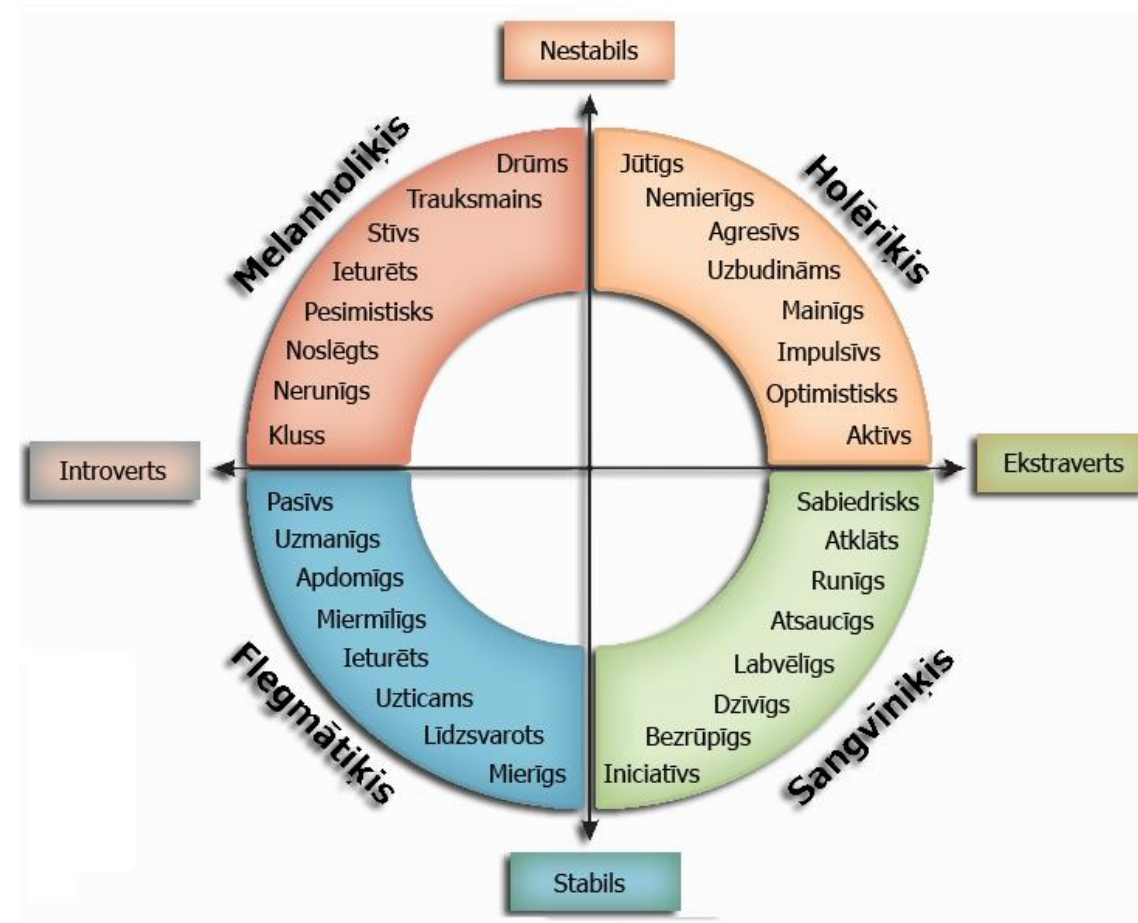 Nestabils
Melanholiķis
Drūms
Trauksmains
Stīvs
Ieturēts
Pesimistisks
Noslēgts
Nerunīgs
Kluss
Holēriķis
Jūtīgs
Nemierīgs
Agresīvs
Uzbudināms
Mainīgs
Impulsīvs
Optimistisks
Aktīvs
Introverts
Ekstraverts
Pasīvs
Uzmanīgs
Apdomīgs
Miermīlīgs
Ieturēts
Uzticams
Līdzsvarots
Mierīgs
Flegmātiķis
Sabiedrisks
Atklāts
Runīgs
Atsaucīgs
Labvēlīgs
Dzīvīgs
Bezrūpīgs
Iniciatīvs
Sangvīniķis
Stabils